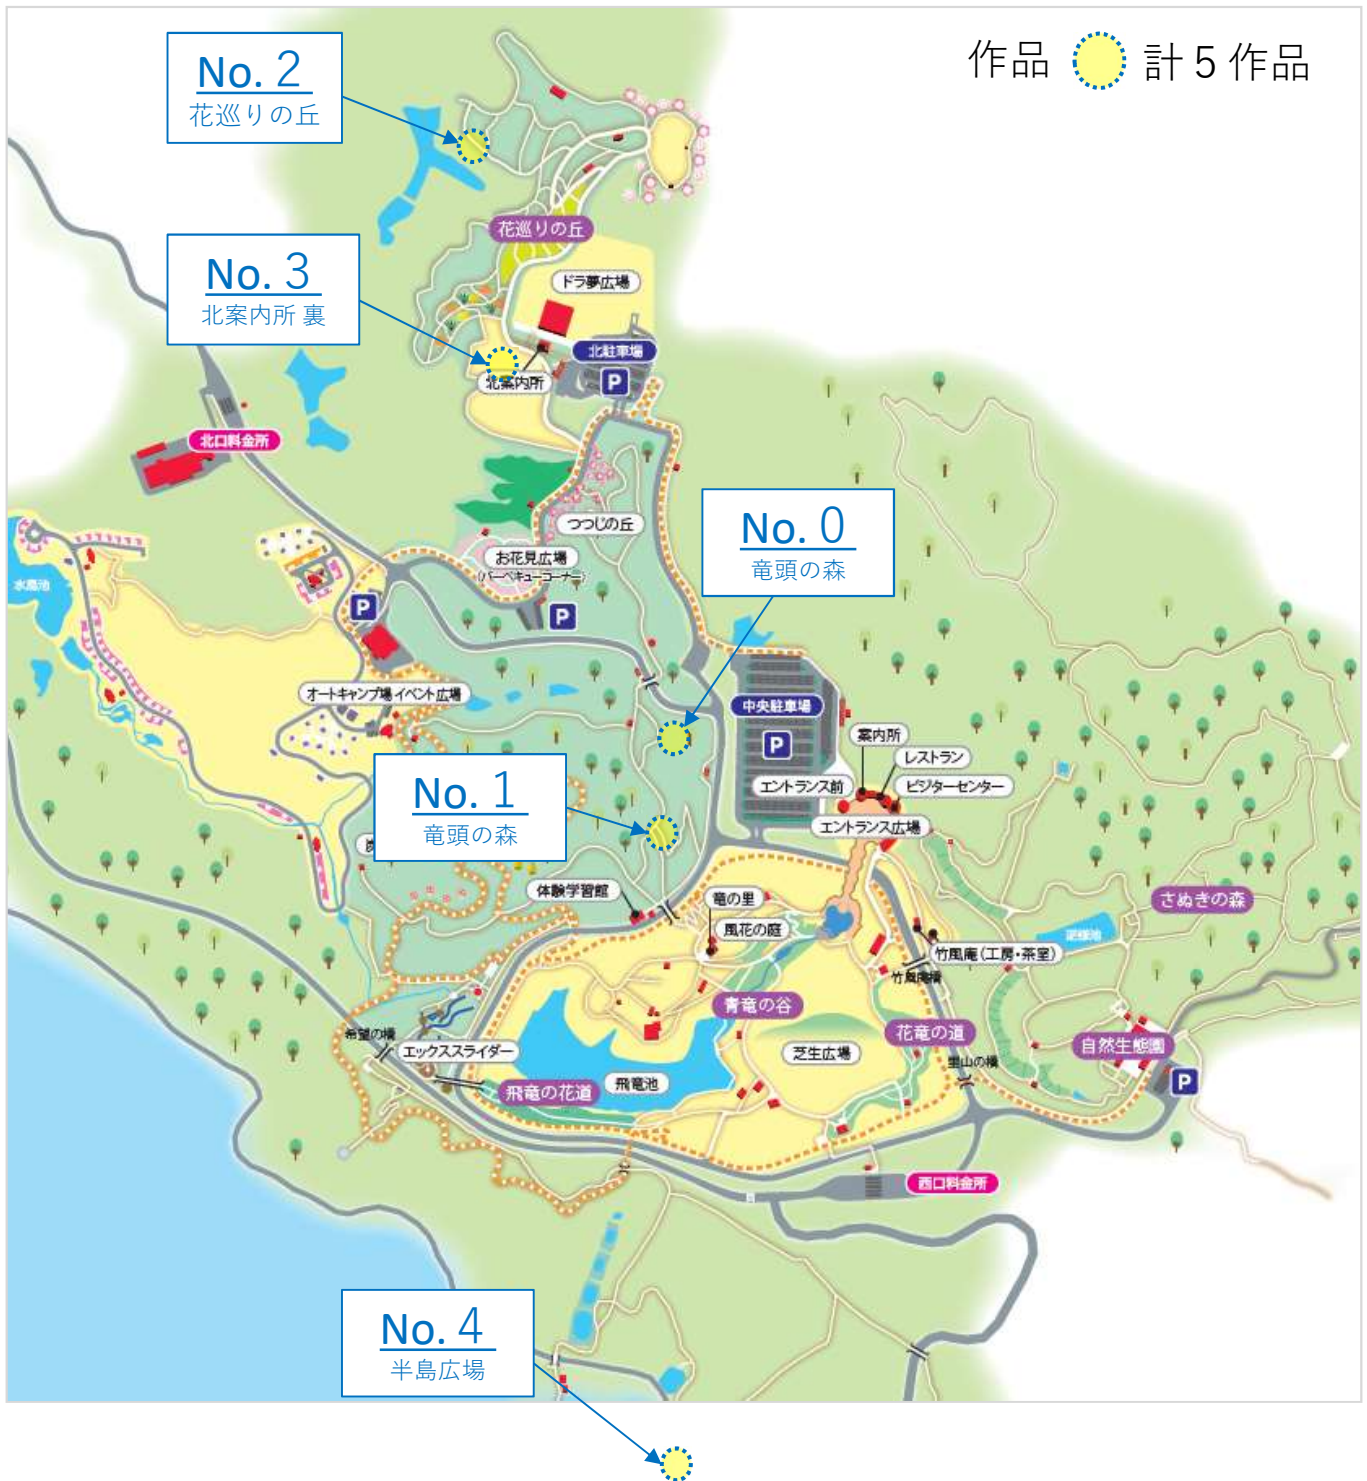 作品 計５作品
No. 2
花巡りの丘
花巡りの丘
No. 3
北案内所 裏
ドラ夢広場
北駐車場
P
北案内所
北口料金所
No. 0
竜頭の森
つつじの丘
お花見広場
(バーベキューコーナー)
P
P
水鳥池
オートキャンプ場イベント広場
中央駐車場
P
案内所
レストラン
エントランス前
ビジターセンター
エントランス広場
No. 1
竜頭の森
体験学習館
竜の里
風花の庭
さぬきの森
竹風庵(工房・茶室)
竹風庵橋
青竜の谷
花竜の道
希望の橋
エックススライダー
芝生広場
自然生態園
里山の橋
P
飛竜の花道
飛竜池
西口料金所
No. 4
半島広場